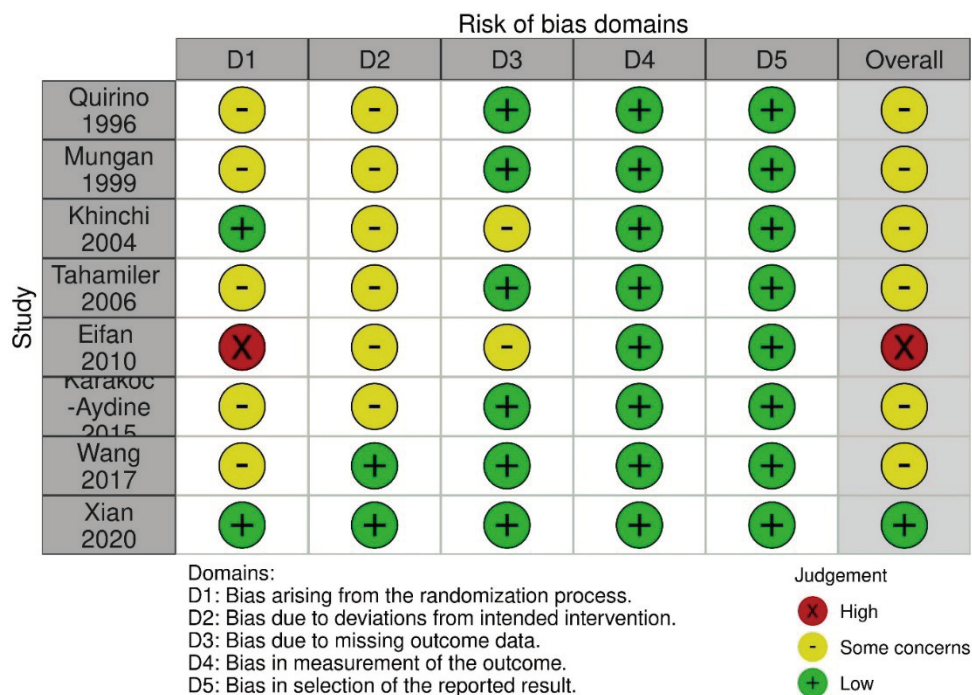 Risk of bias domains
D1 D2 D3 D4 D5 Overall
Study
Quirino
1996
- - + + + -
Mungan
1999
- - + + + -
Khinchi
2004
+ - - + + -
Tahamiler
2006
- - + + + -
Eifan
2010
X - - + + X
Karakoc
-Aydine
2015
- - + + + -
Wang
2017
- + + + + -
Xian
2020
+ + + + + +
Domains:
D1: Bias arising from the randomization process.
D2: Bias due to deviations from intended intervention.
D3: Bias due to missing outcome data.
D4: Bias in measurement of the outcome.
D5: Bias in selection of the reported result.
Judgement
X High
- Some concerns
+ Low